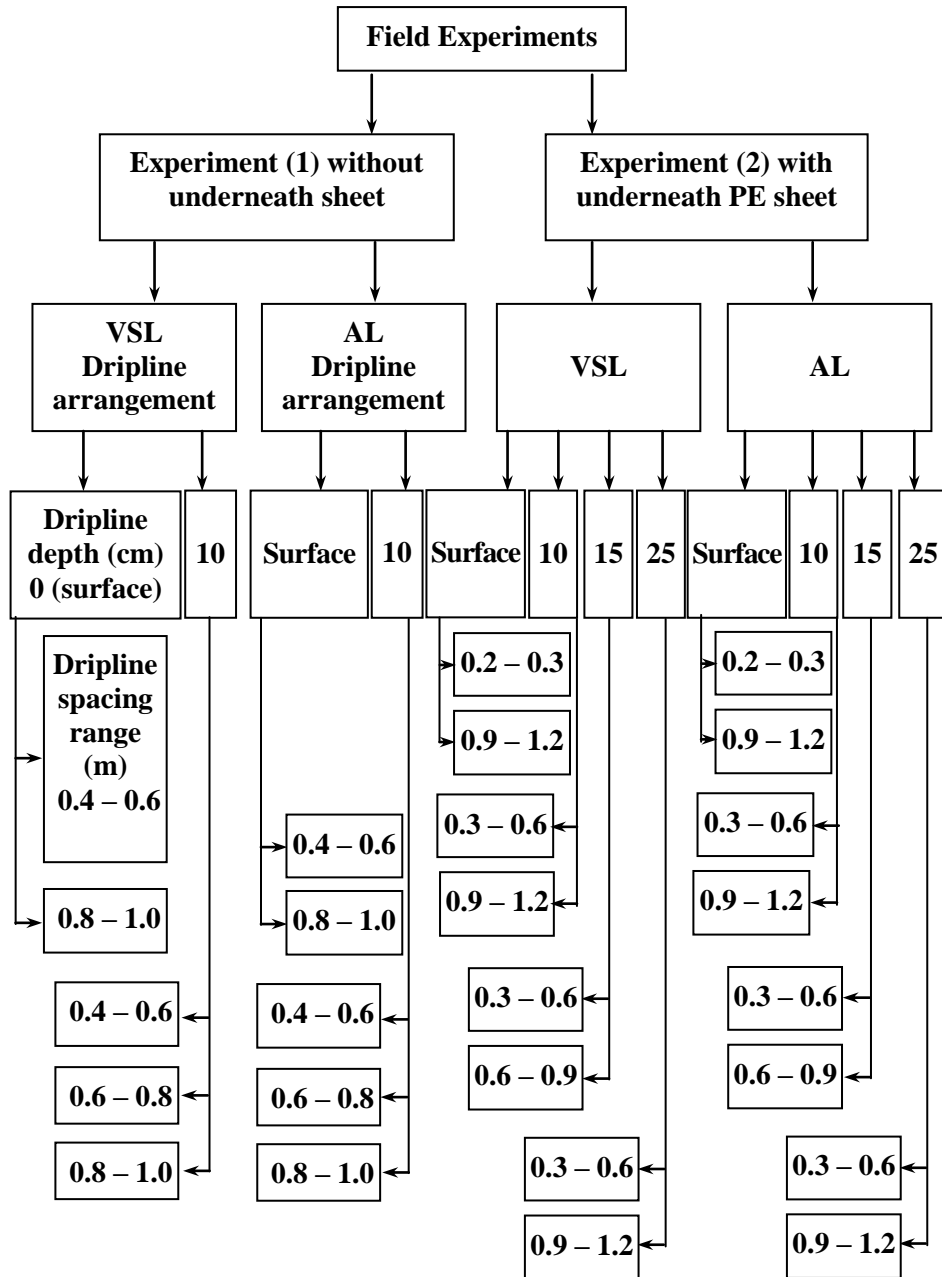 Field Experiments
Experiment (1) without
underneath sheet
Experiment (2) with
underneath PE sheet
VSL
Dripline
arrangement
AL
Dripline
arrangement
VSL
AL
Dripline
depth (cm)
0 (surface)
10
Surface
10
Surface
10
15
25
Surface
10
15
25
Dripline
spacing
range
(m)
0.4 – 0.6
0.8 – 1.0
0.4 – 0.6
0.6 – 0.8
0.8 – 1.0
0.4 – 0.6
0.8 – 1.0
0.4 – 0.6
0.6 – 0.8
0.8 – 1.0
0.2 – 0.3
0.9 – 1.2
0.3 – 0.6
0.9 – 1.2
0.3 – 0.6
0.6 – 0.9
0.3 – 0.6
0.9 – 1.2
0.2 – 0.3
0.9 – 1.2
0.3 – 0.6
0.9 – 1.2
0.3 – 0.6
0.6 – 0.9
0.3 – 0.6
0.9 – 1.2